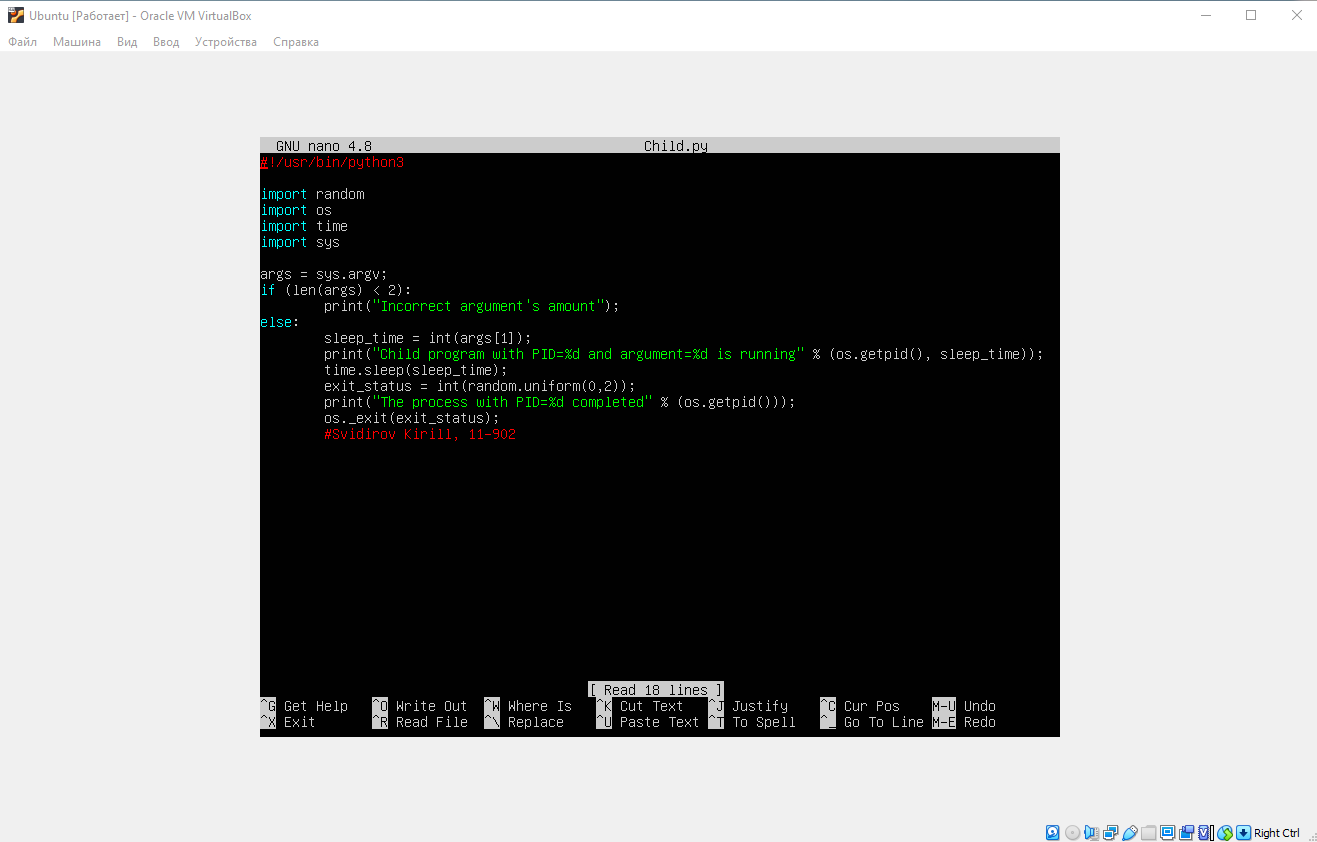 Ubuntu [Работает] - Oracle VM VirtualBox
Файл Машина Вид Ввод Устройства Справка
GNU nano 4.8 Child.py
#!/usr/bin/python3
import random
import os
import time
import sys
args = sys.argv;
if (len(args) < 2):
        print("Incorrect argument's amount");
else:
        sleep_time = int(args[1]);
        print("Child program with PID=%d and argument=%d is running" % (os.getpid(), sleep_time));
        time.sleep(sleep_time);
        exit_status = int(random.uniform(0,2));
        print("The process with PID=%d completed" % (os.getpid()));
        os._exit(exit_status);
        #Svidirov Kirill, 11-902
[ Read 18 lines ]
^G Get Help ^O Write Out ^W Where Is ^K Cut Text ^J Justify ^C Cur Pos M-U Undo
^X Exit ^R Read File ^\ Replace ^U Paste Text ^T To Spell ^_ Go To Line M-E Redo
Right Ctrl